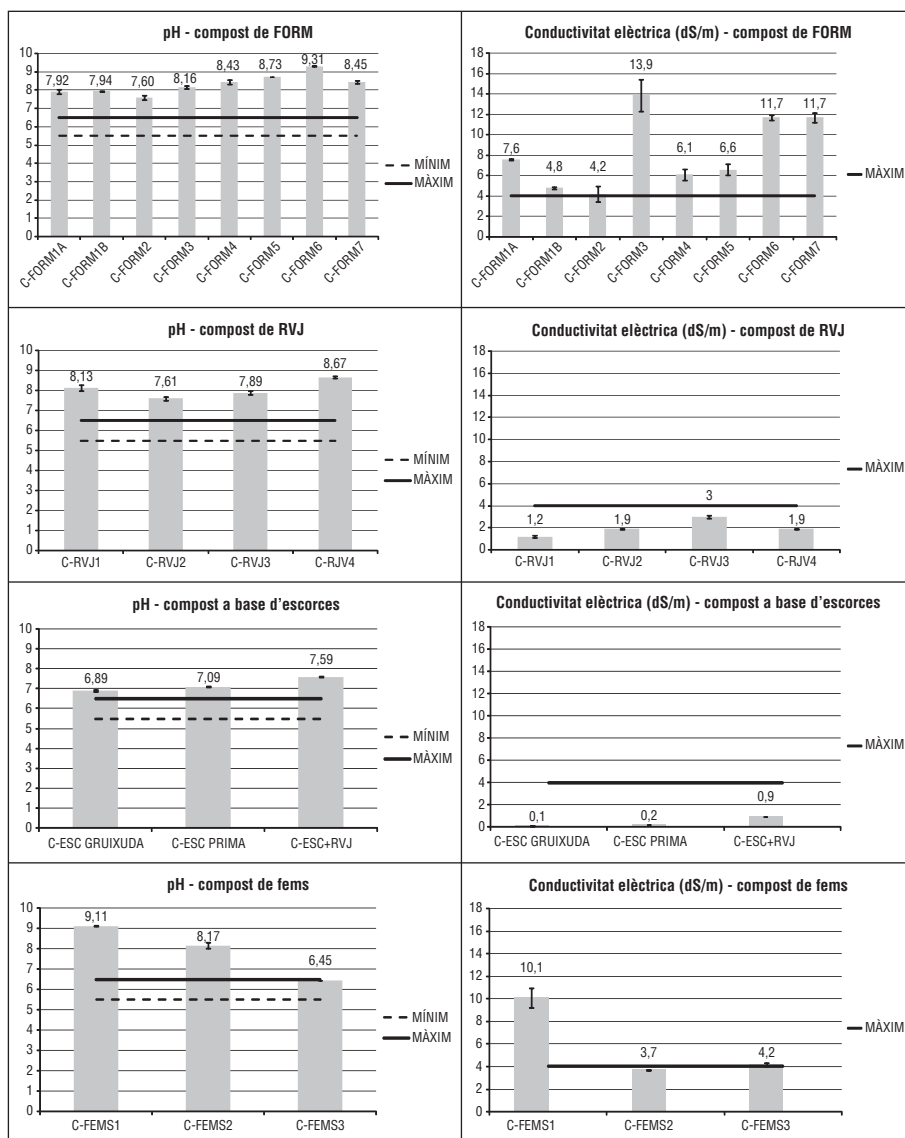 pH - compost de FORM
10
9
8
7
6
5
4
3
2
1
0
7,92
7,94
7,60
8,16
8,43
8,73
9,31
8,45
MÍNIM
MÀXIM
C-FORM1A
C-FORM1B
C-FORM2
C-FORM3
C-FORM4
C-FORM5
C-FORM6
C-FORM7
Conductivitat elèctrica (dS/m) - compost de FORM
18
16
14
12
10
8
6
4
2
0
7,6
4,8
4,2
13,9
6,1
6,6
11,7
11,7
MÀXIM
C-FORM1A
C-FORM1B
C-FORM2
C-FORM3
C-FORM4
C-FORM5
C-FORM6
C-FORM7
pH - compost de RVJ
10
9
8
7
6
5
4
3
2
1
0
8,13
7,61
7,89
8,67
MÍNIM
MÀXIM
C-RVJ1
C-RVJ2
C-RVJ3
C-RJV4
Conductivitat elèctrica (dS/m) - compost de RVJ
18
16
14
12
10
8
6
4
2
0
1,2
1,9
3
1,9
MÀXIM
C-RVJ1
C-RVJ2
C-RVJ3
C-RJV4
pH - compost a base d'escorces
10
9
8
7
6
5
4
3
2
1
0
6,89
7,09
7,59
MÍNIM
MÀXIM
C-ESC GRUIXUDA
C-ESC PRIMA
C-ESC+RVJ
Conductivitat elèctrica (dS/m) - compost a base d'escorces
18
16
14
12
10
8
6
4
2
0
0,1
0,2
0,9
MÀXIM
C-ESC GRUIXUDA
C-ESC PRIMA
C-ESC+RVJ
pH - compost de fems
10
9
8
7
6
5
4
3
2
1
0
9,11
8,17
6,45
MÍNIM
MÀXIM
C-FEMS1
C-FEMS2
C-FEMS3
Conductivitat elèctrica (dS/m) - compost de fems
18
16
14
12
10
8
6
4
2
0
10,1
3,7
4,2
MÀXIM
C-FEMS1
C-FEMS2
C-FEMS3